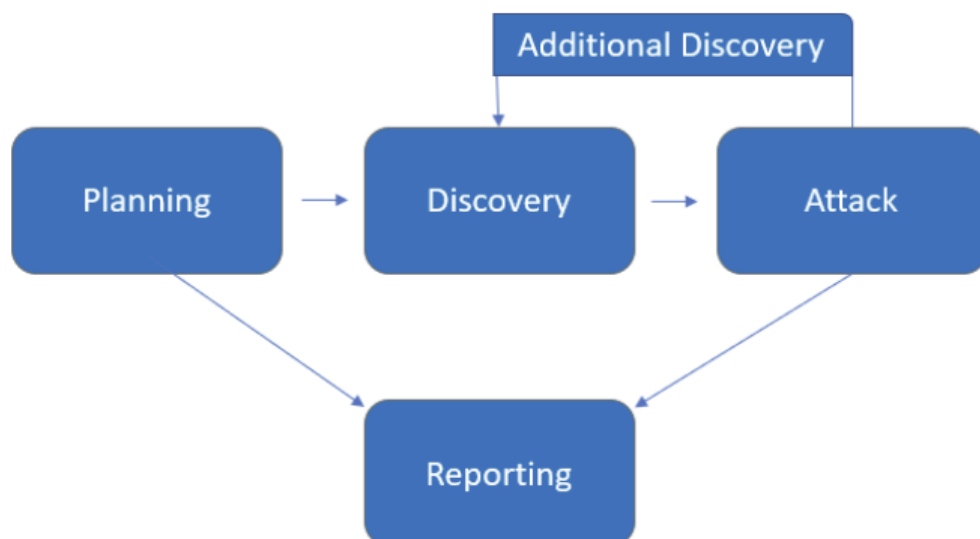 Additional Discovery
Planning
Discovery
Attack
Reporting